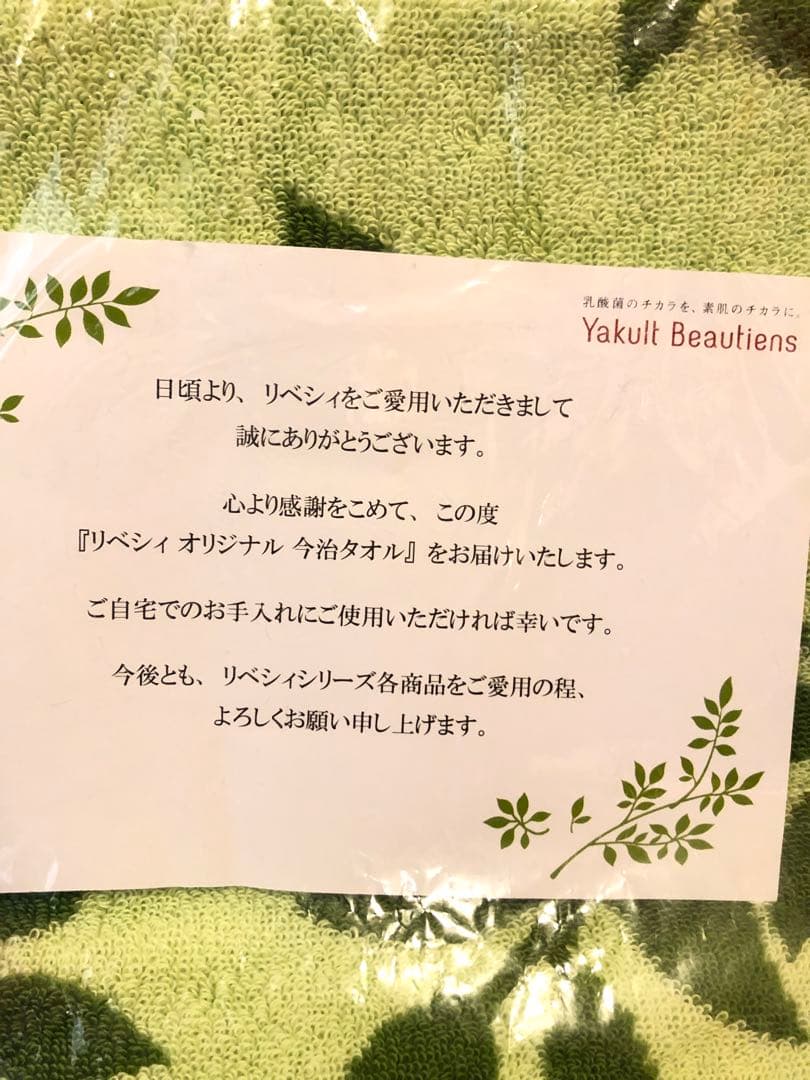 乳酸菌のチカラを、素肌のチカラに。
Yakult Beautiens
日頃より、リベシィをご愛用いただきまして
誠にありがとうございます。
心より感謝をこめて、この度
『リベシィ オリジナル 今治タオル』をお届けいたします。
ご自宅でのお手入れにご使用いただければ幸いです。
今後とも、リベシィシリーズ各商品をご愛用の程、
よろしくお願い申し上げます。